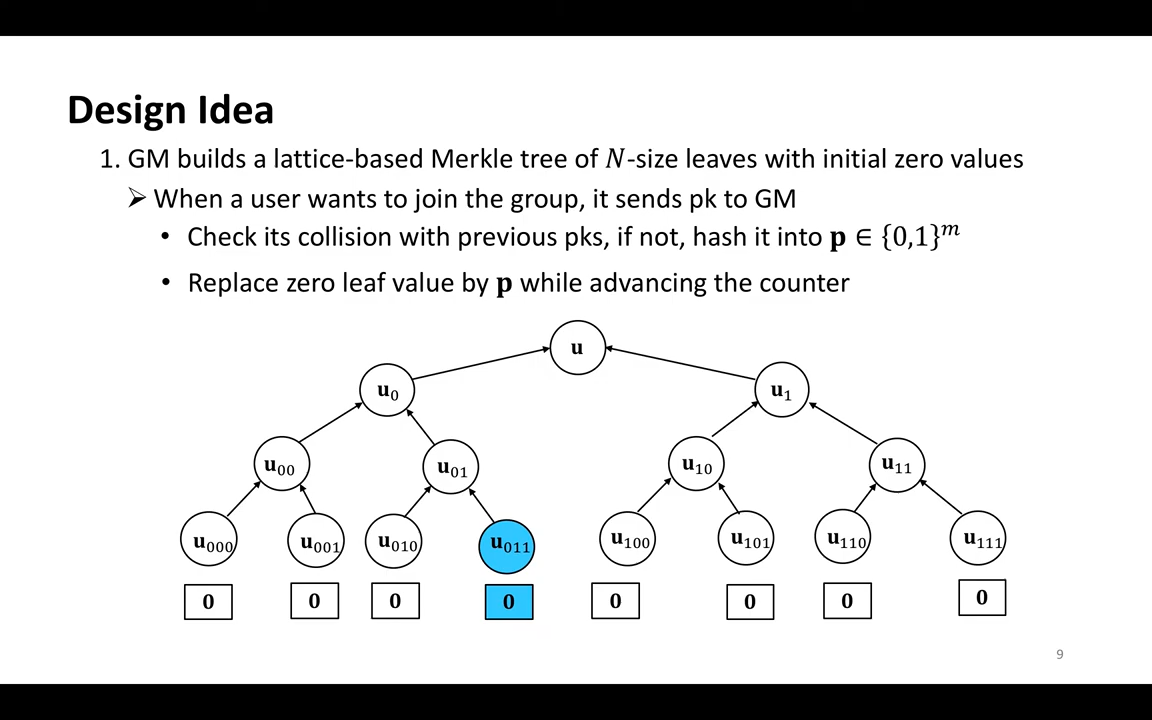 Design Idea
1. GM builds a lattice-based Merkle tree of N-size leaves with initial zero values
➢ When a user wants to join the group, it sends pk to GM
• Check its collision with previous pks, if not, hash it into p ∈ {0,1}^m
• Replace zero leaf value by p while advancing the counter
u
u₀ u₁
u₀₀ u₀₁ u₁₀ u₁₁
u₀₀₀ u₀₀₁ u₀₁₀ u₀₁₁ u₁₀₀ u₁₀₁ u₁₁₀ u₁₁₁
0 0 0 0 0 0 0 0
9